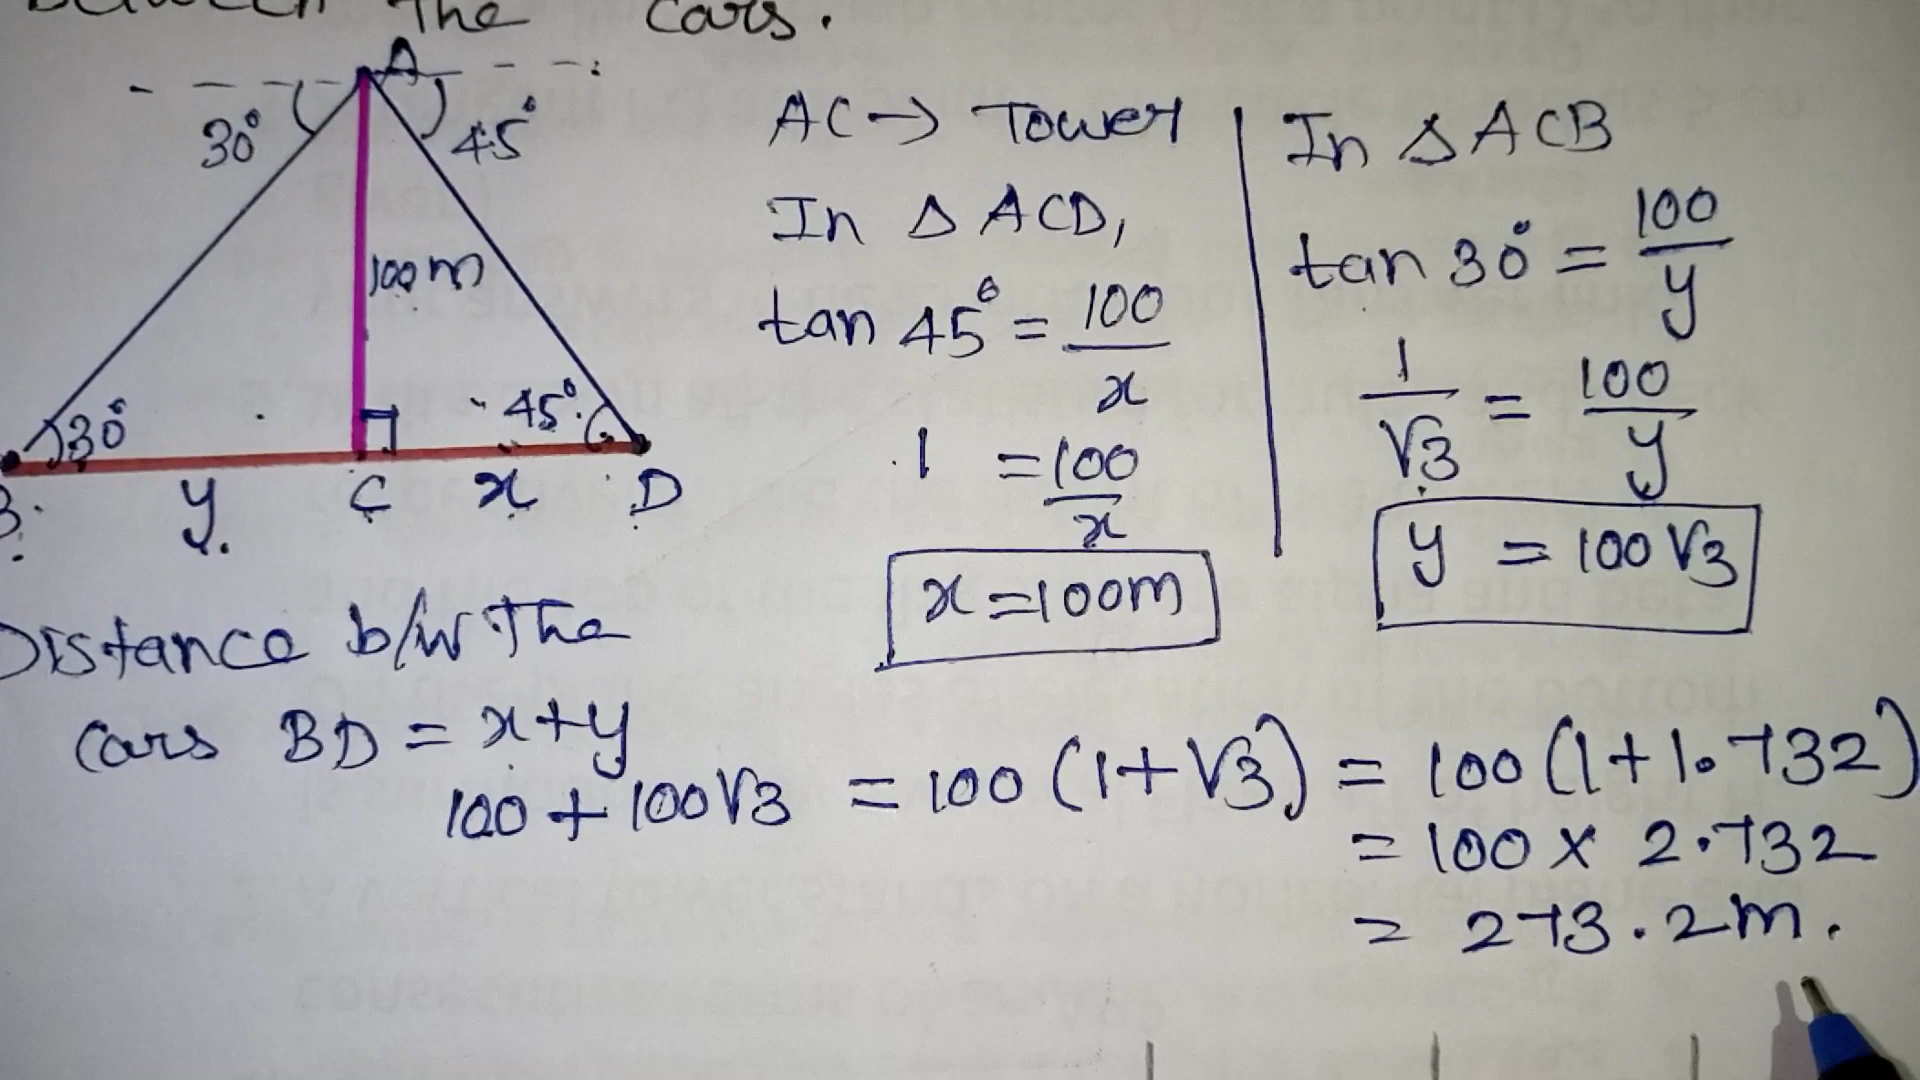 between the cars.
A
30° 45°
100m
30° 45°
B. y. C x D
AC → Tower
In △ ACD,
tan 45° = 100/x
1 = 100/x
x = 100m
In △ ACB
tan 30° = 100/y
1/√3 = 100/y
y = 100√3
Distance b/w the
cars BD = x+y
100 + 100√3 = 100 (1+√3) = 100 (1+1.732)
= 100 × 2.732
= 273.2m.